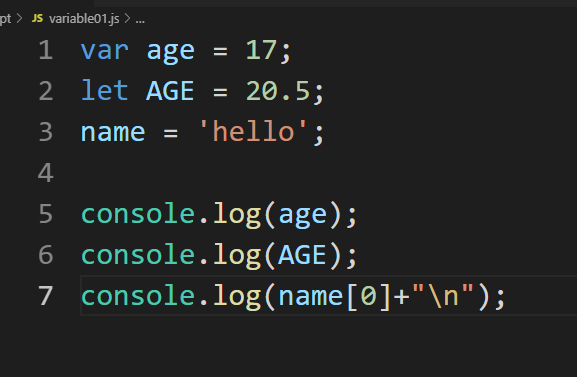 pt > JS variable01.js > ...
1 var age = 17;
2 let AGE = 20.5;
3 name = 'hello';
4
5 console.log(age);
6 console.log(AGE);
7 console.log(name[0]+"\n");